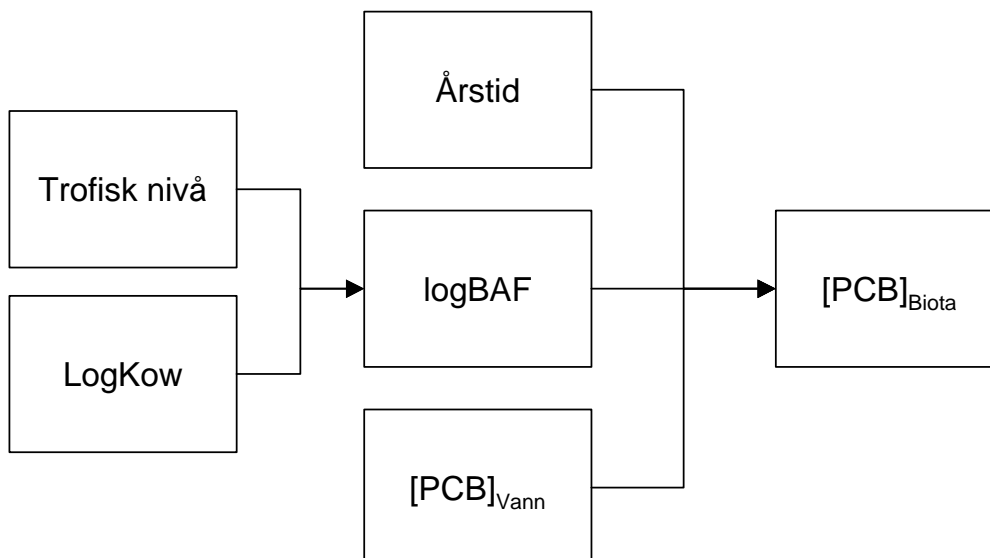 Årstid
Trofisk nivå
logBAF
[PCB]Biota
LogKow
[PCB]Vann